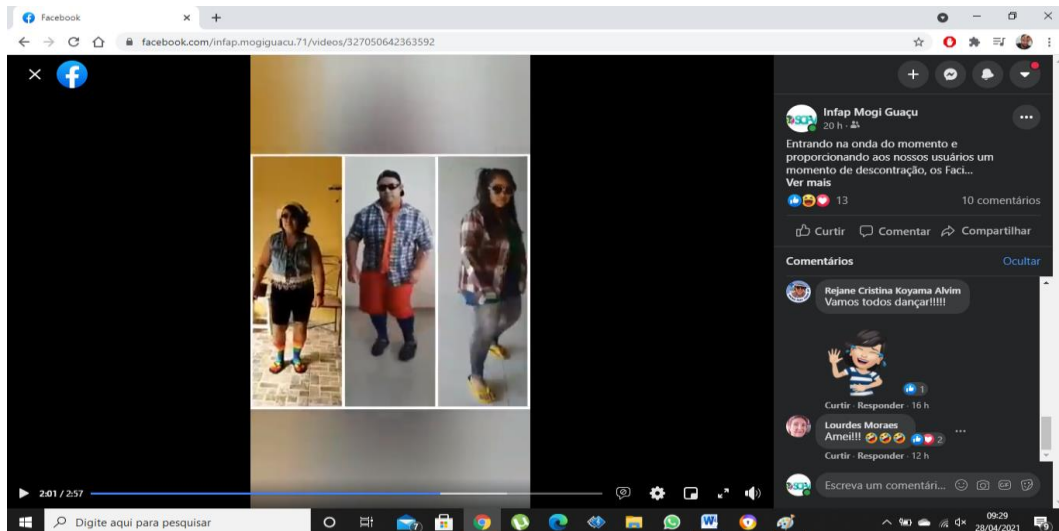 Facebook
facebook.com/infap.mogiguacu.71/videos/327050642363592
Infap Mogi Guaçu
20 h ·
Entrando na onda do momento e
proporcionando aos nossos usuários um
momento de descontração, os Faci...
Ver mais
13
10 comentários
Curtir
Comentar
Compartilhar
Comentários
Ocultar
Rejane Cristina Koyama Alvim
Vamos todos dançar!!!!!
1
Curtir · Responder · 16 h
Lourdes Moraes
Amei!!! 🤣🤣🤣
2
Curtir · Responder · 12 h
Escreva um comentári...
GIF
2:01 / 2:57
Digite aqui para pesquisar
09:29
28/04/2021